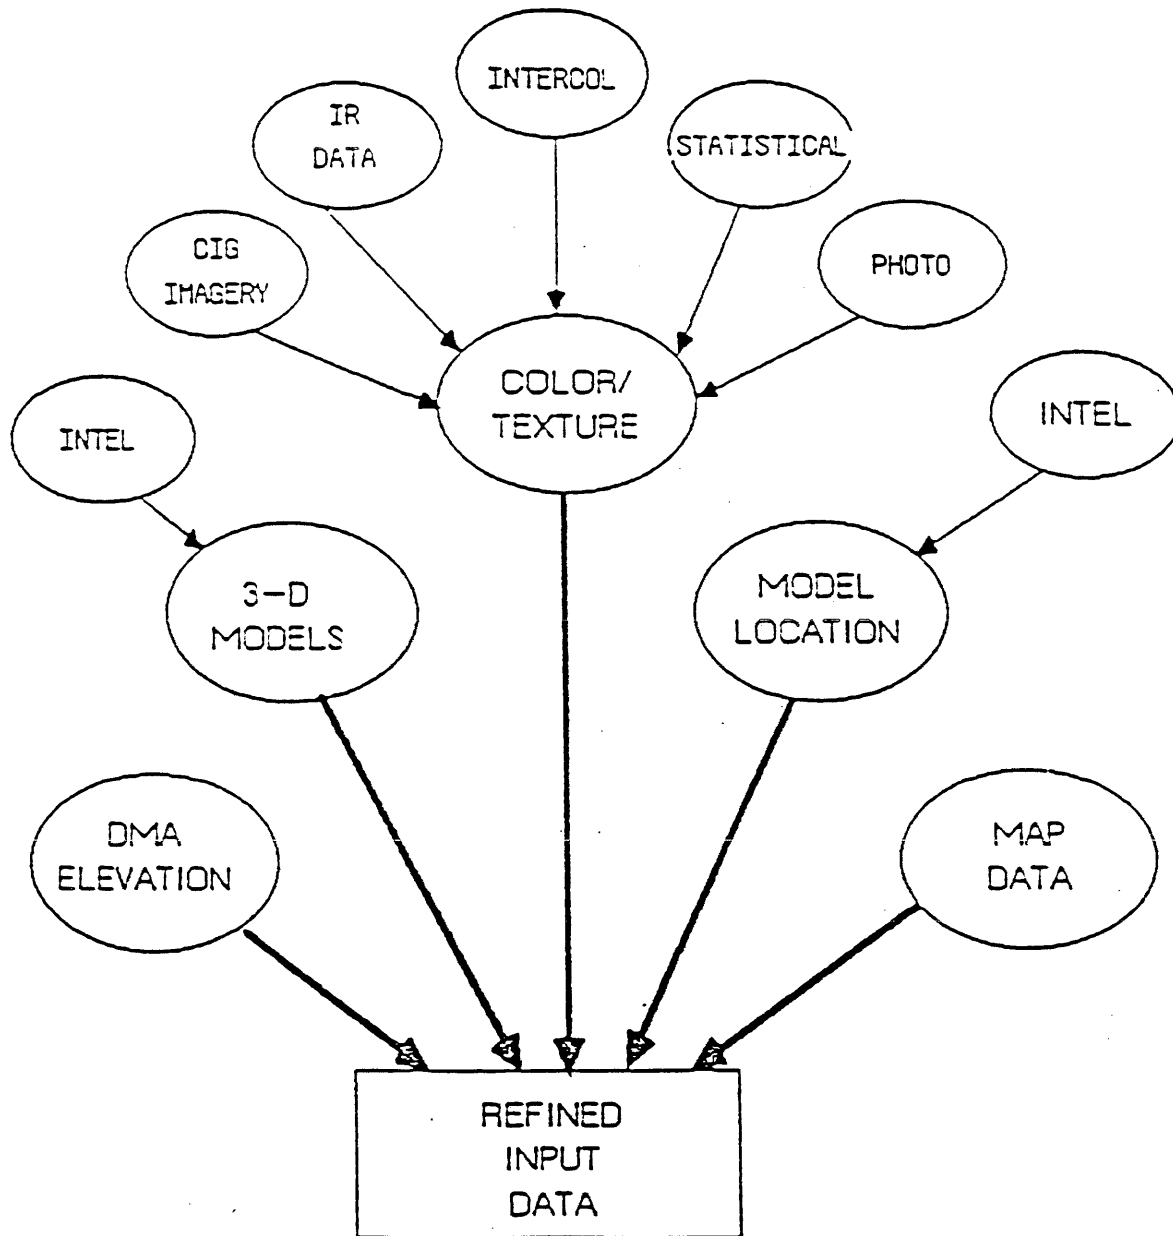 INTERCOL
IR
DATA
STATISTICAL
CIG
IMAGERY
PHOTO
COLOR/
TEXTURE
INTEL
INTEL
3-D
MODELS
MODEL
LOCATION
DMA
ELEVATION
MAP
DATA
REFINED
INPUT
DATA